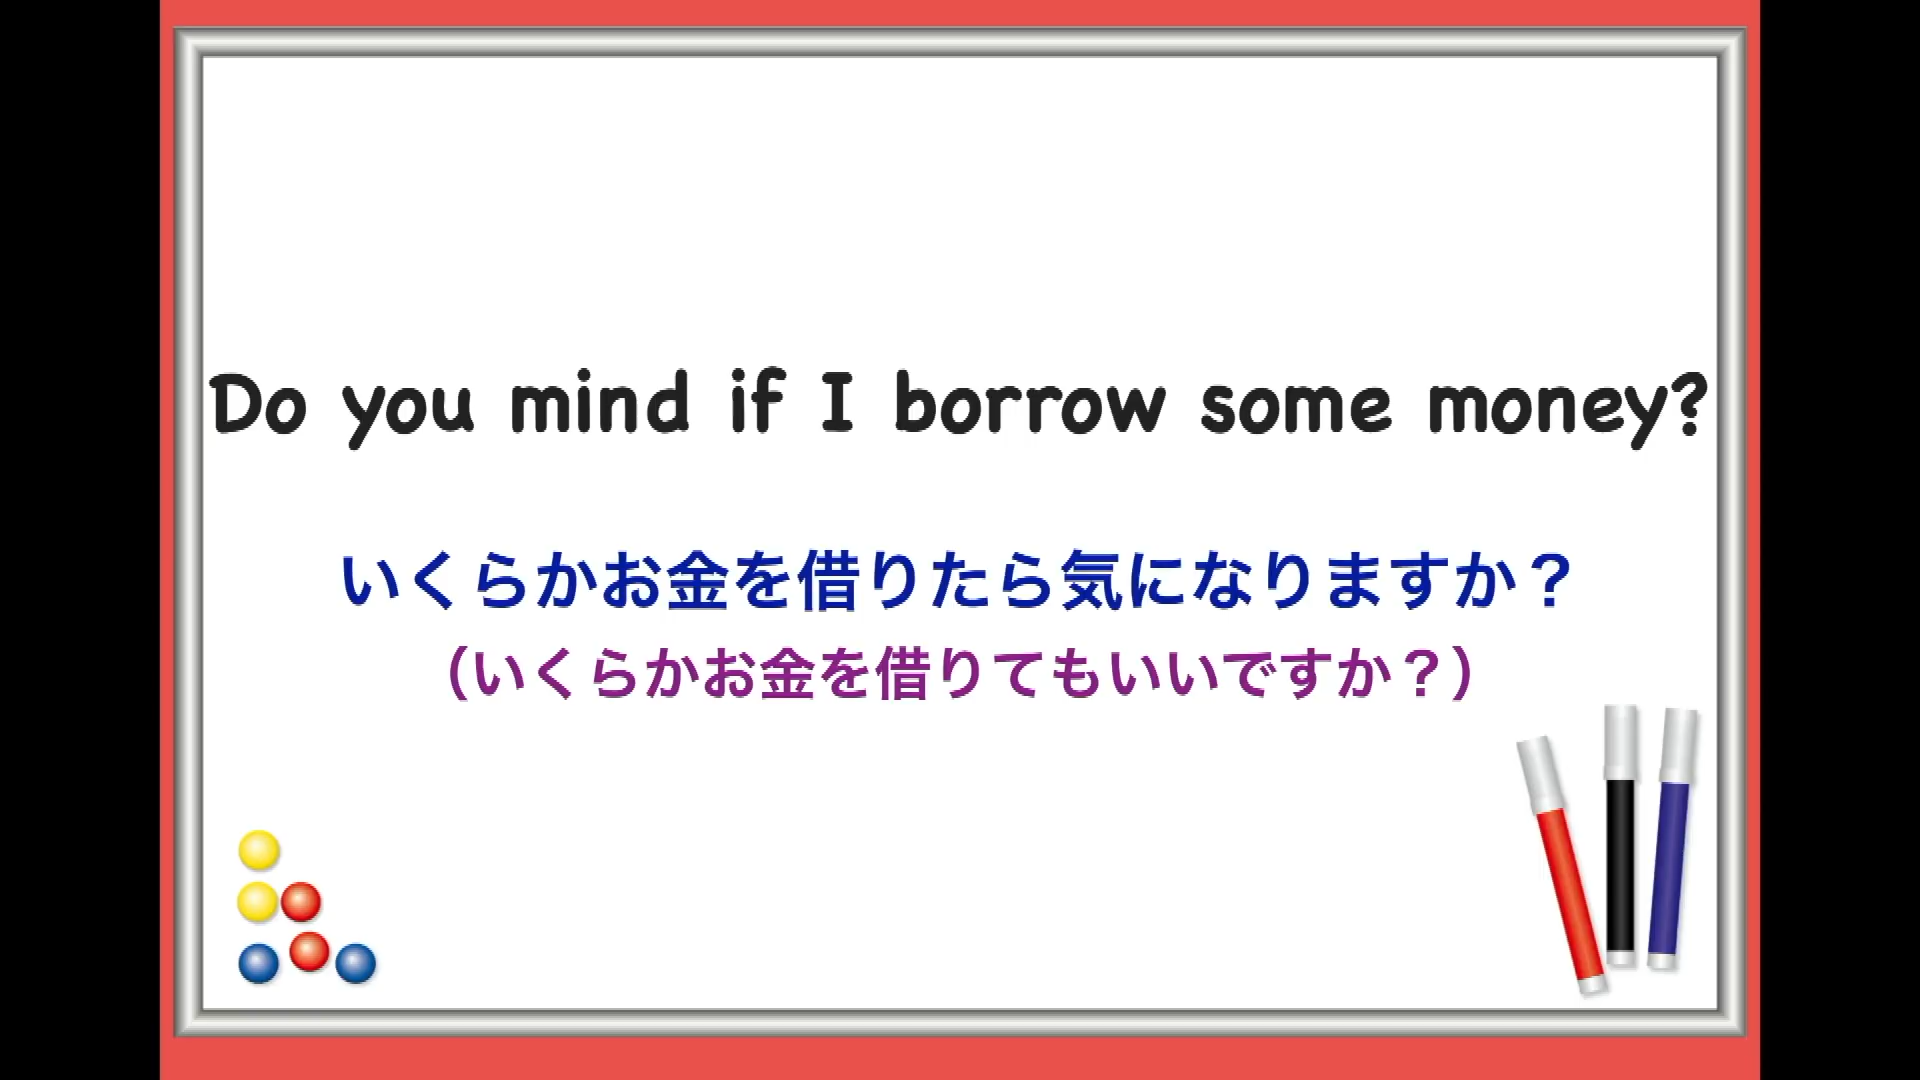 Do you mind if I borrow some money?
いくらかお金を借りたら気になりますか？
（いくらかお金を借りてもいいですか？）